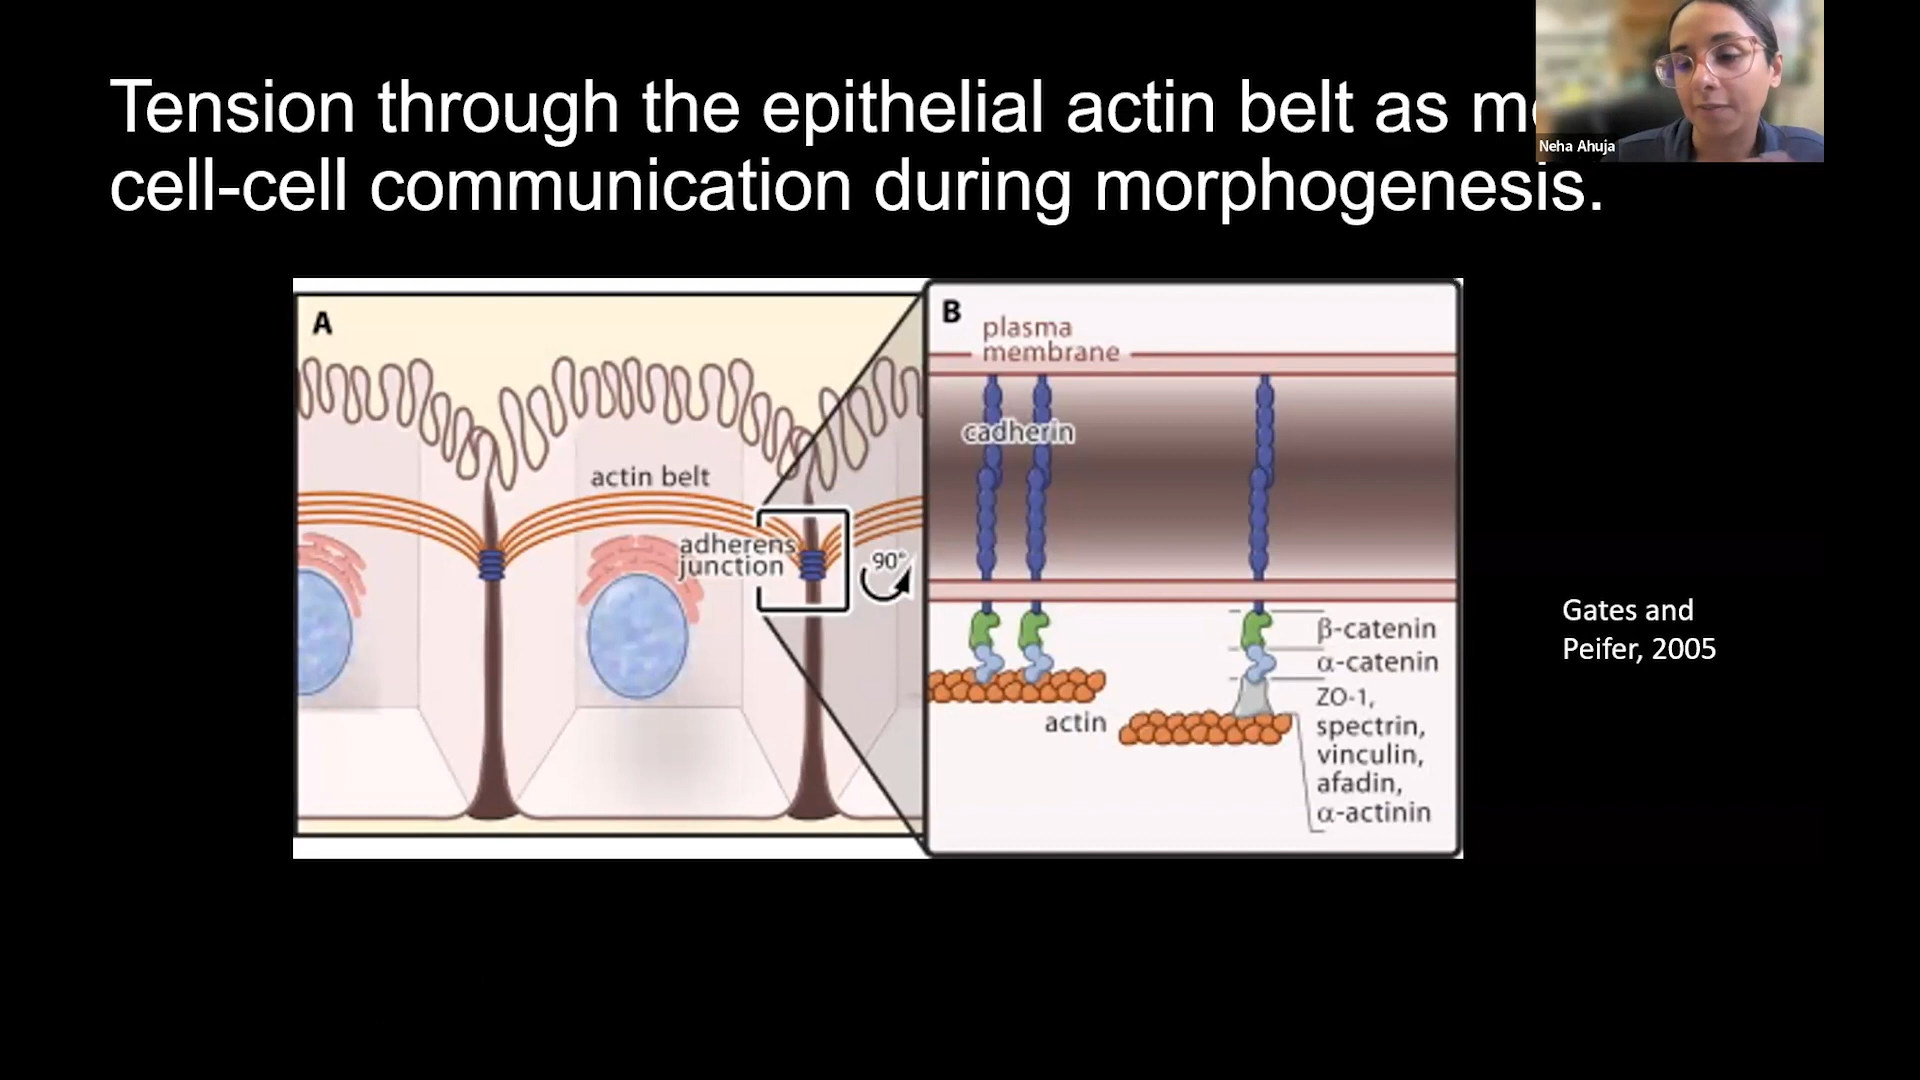 Tension through the epithelial actin belt as
cell-cell communication during morphogenesis.
Neha Ahuja
A
actin belt
adherens
junction
90°
B
plasma
membrane
cadherin
actin
β-catenin
α-catenin
ZO-1,
spectrin,
vinculin,
afadin,
α-actinin
Gates and
Peifer, 2005